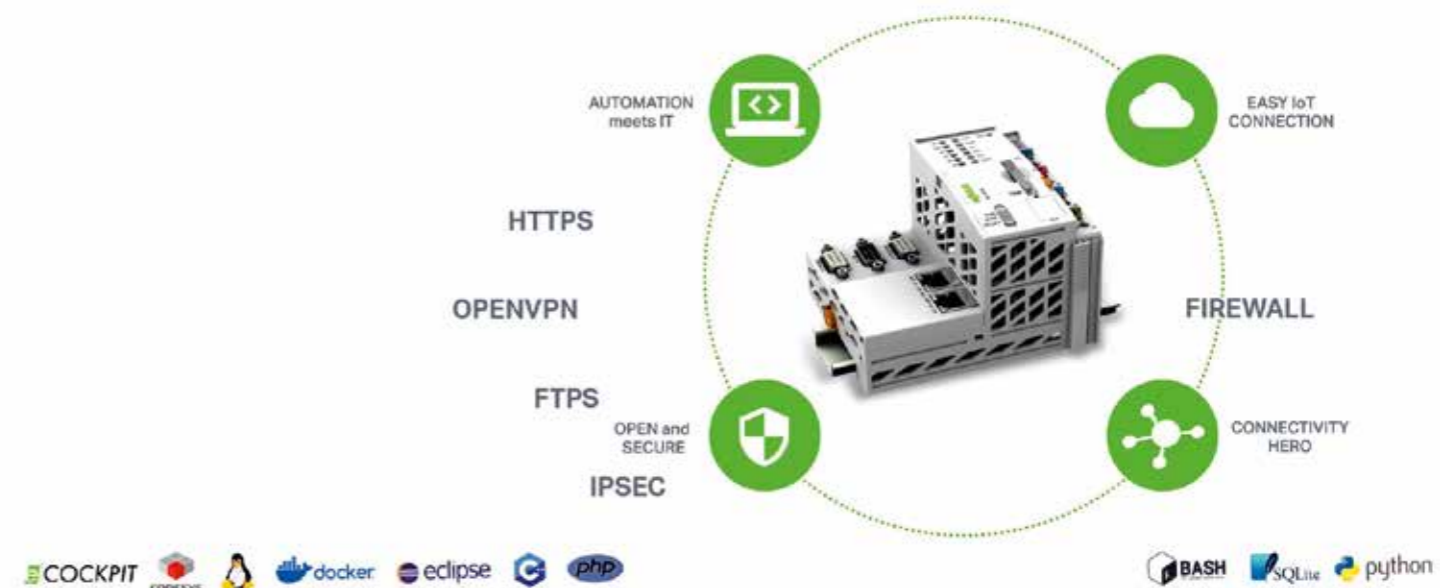 AUTOMATION
meets IT
EASY IoT
CONNECTION
HTTPS
OPENVPN
FIREWALL
FTPS
OPEN and
SECURE
CONNECTIVITY
HERO
IPSEC
e!COCKPIT
CODESYS
docker
eclipse
C
php
BASH
SQLite
python